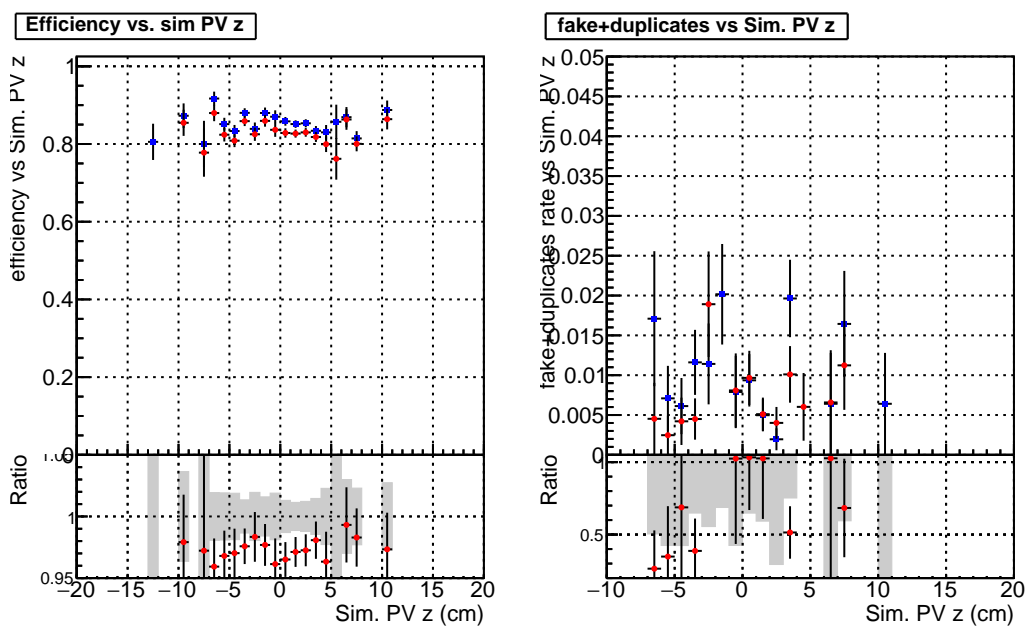 Efficiency vs. sim PV z
efficiency vs Sim. PV z
1
0.8
0.6
0.4
0.2
0
Ratio
1
0.95
−20 −15 −10 −5 0 5 10 15 20
Sim. PV z (cm)
fake+duplicates vs Sim. PV z
fake+duplicates rate vs Sim. PV z
0.05
0.045
0.04
0.035
0.03
0.025
0.02
0.015
0.01
0.005
0
Ratio
0.5
−10 −5 0 5 10 15 20
Sim. PV z (cm)